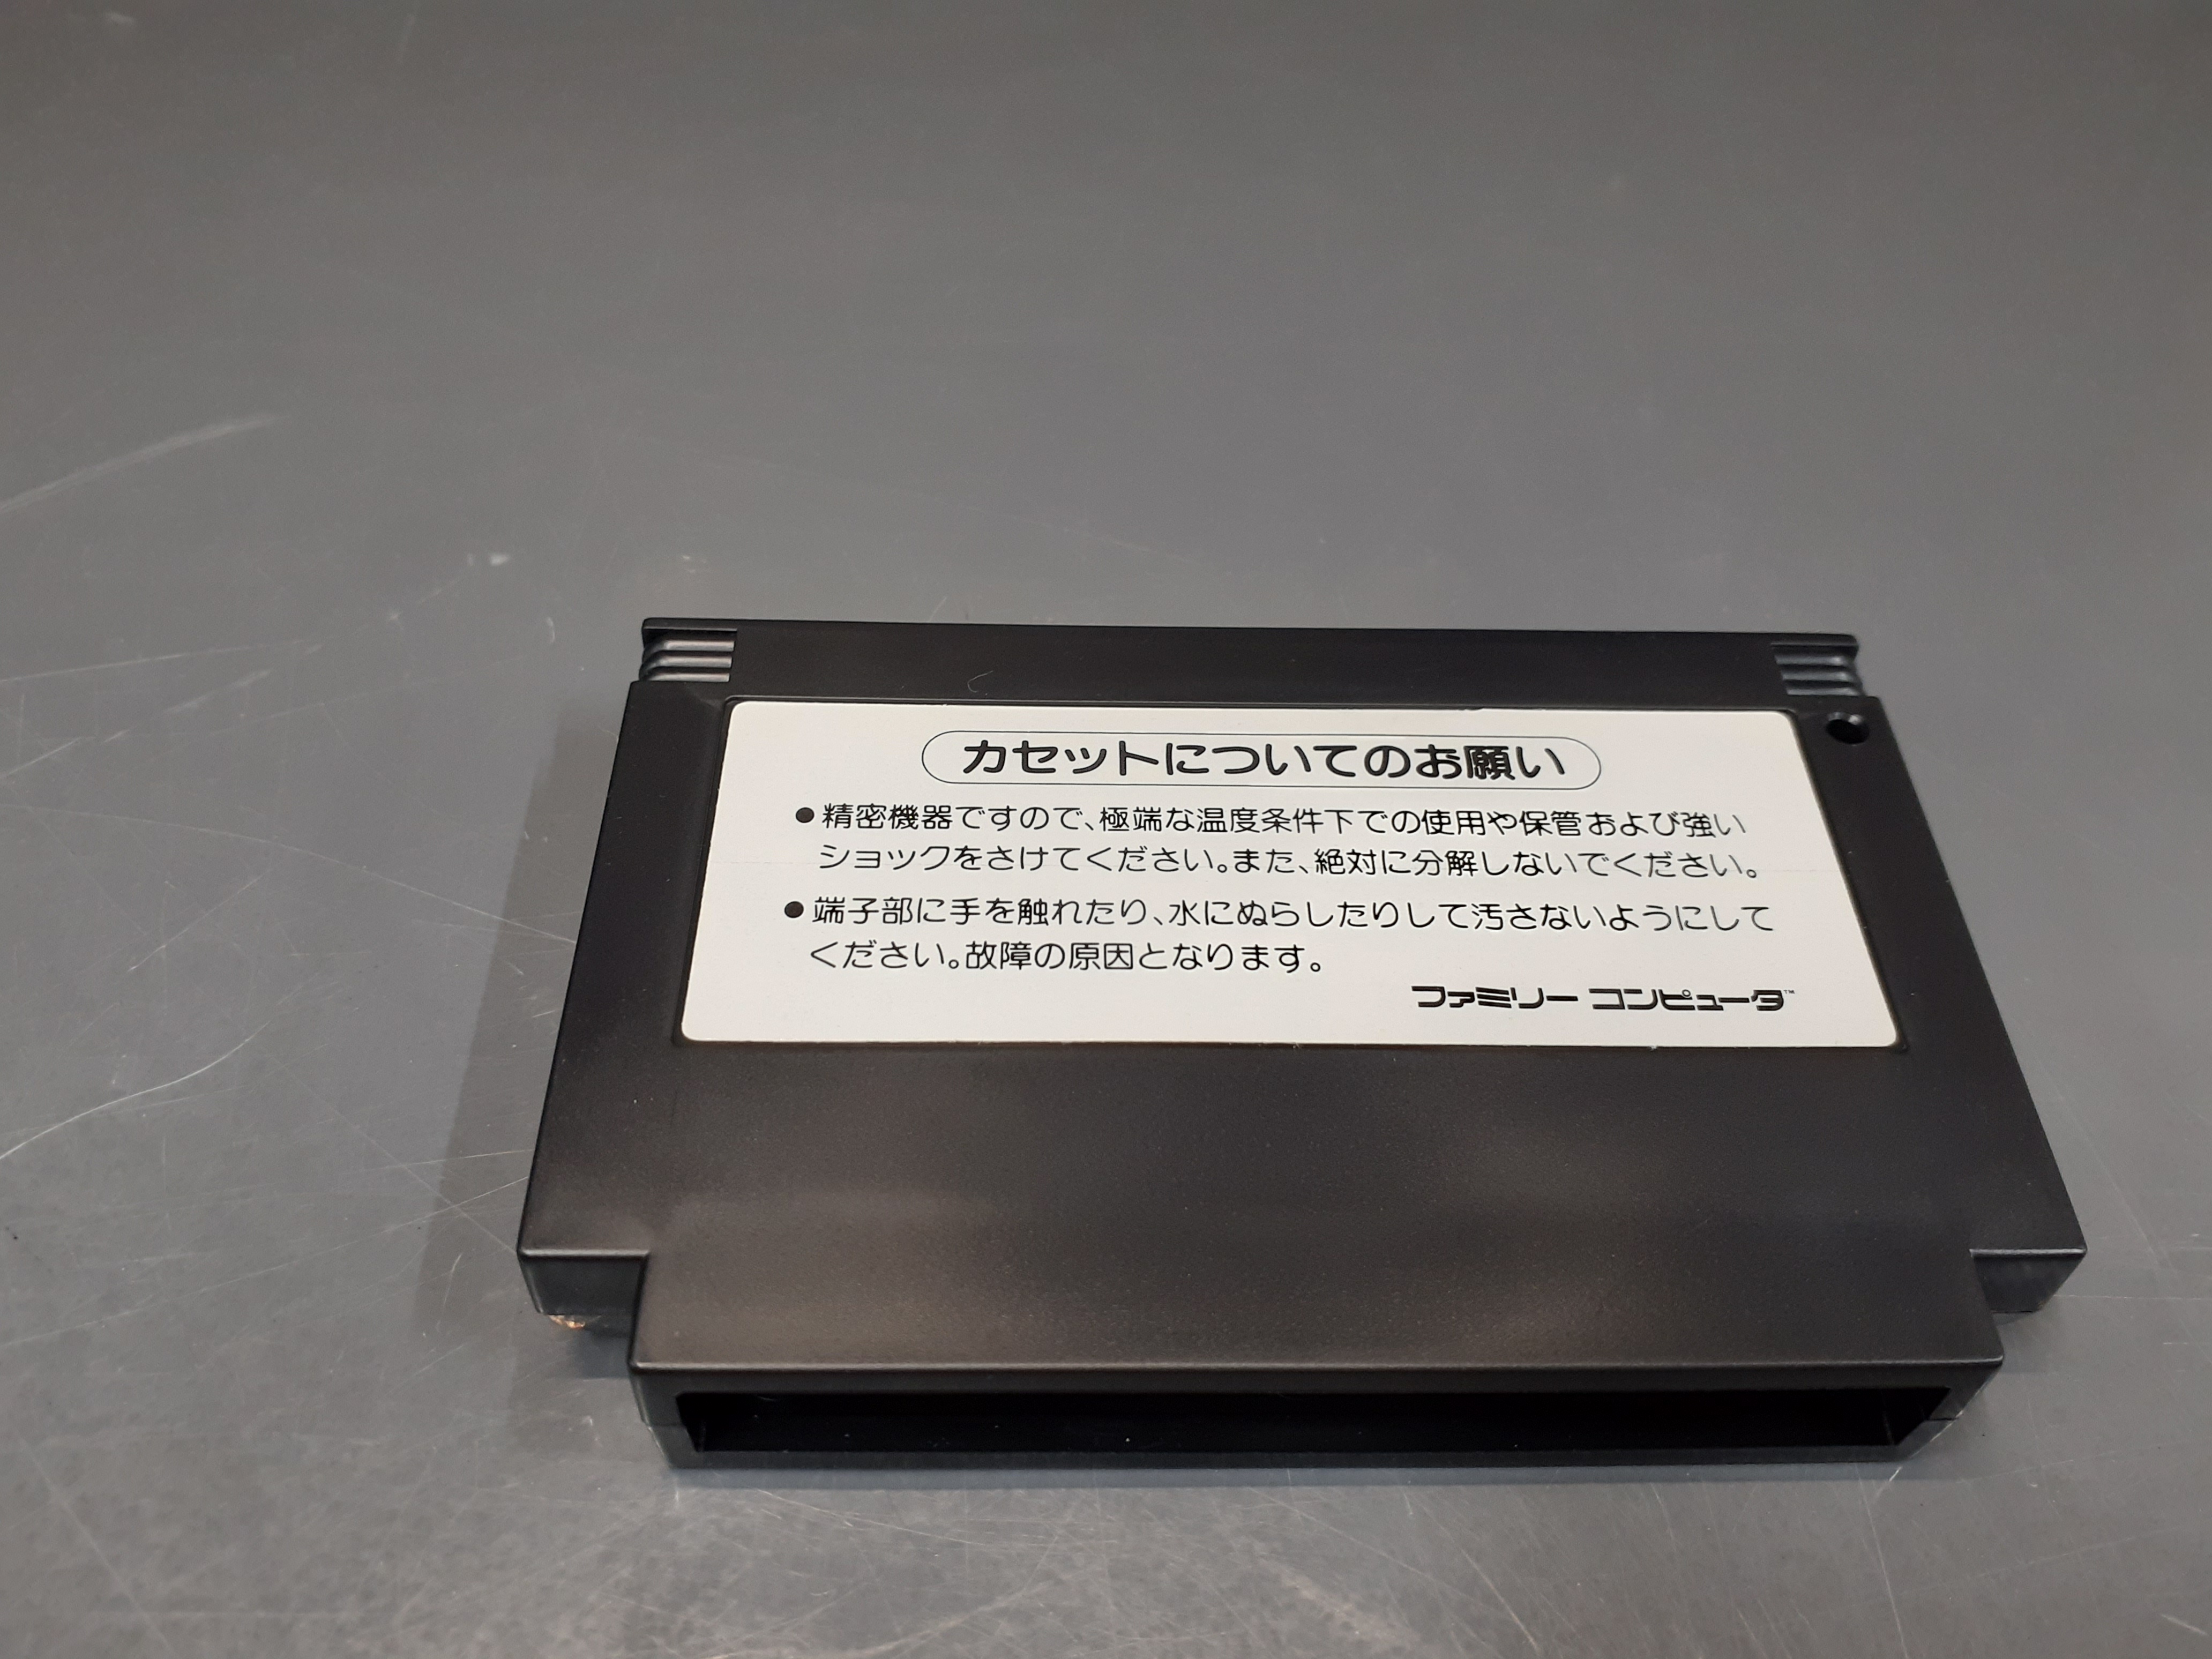 カセットについてのお願い
●精密機器ですので、極端な温度条件下での使用や保管および強い
ショックをさけてください。また、絶対に分解しないでください。
●端子部に手を触れたり、水にぬらしたりして汚さないようにして
ください。故障の原因となります。
ファミリー コンピュータ™